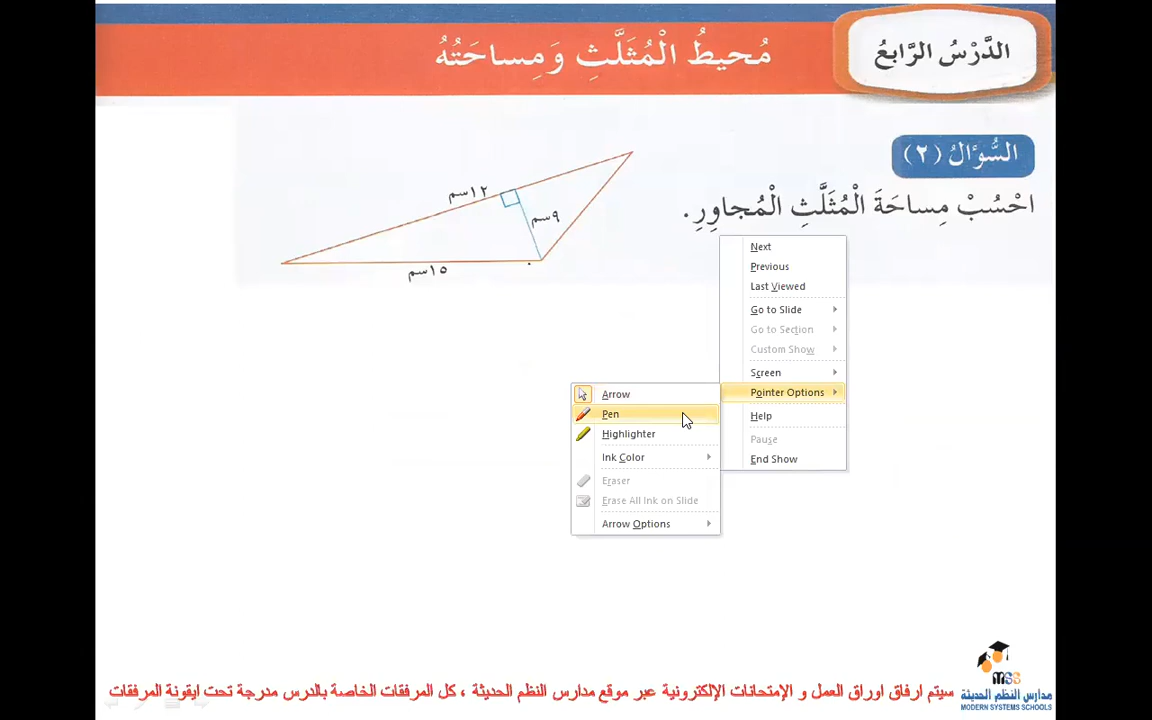 الدَّرْسُ الرَّابِعُ
مُحيطُ الْمُثَلَّثِ وَمِساحَتُهُ
السُّؤالُ (٢)
احْسُبْ مِساحَةَ الْمُثَلَّثِ الْمُجاوِرِ.
١٢سم
٩سم
١٥سم
Next
Previous
Last Viewed
Go to Slide
Go to Section
Custom Show
Screen
Pointer Options
Help
Pause
End Show
Arrow
Pen
Highlighter
Ink Color
Eraser
Erase All Ink on Slide
Arrow Options
سيتم ارفاق اوراق العمل و الإمتحانات الإلكترونية عبر موقع مدارس النظم الحديثة ، كل المرفقات الخاصة بالدرس مدرجة تحت ايقونة المرفقات
MSS
مدارس النظم الحديثة
MODERN SYSTEMS SCHOOLS